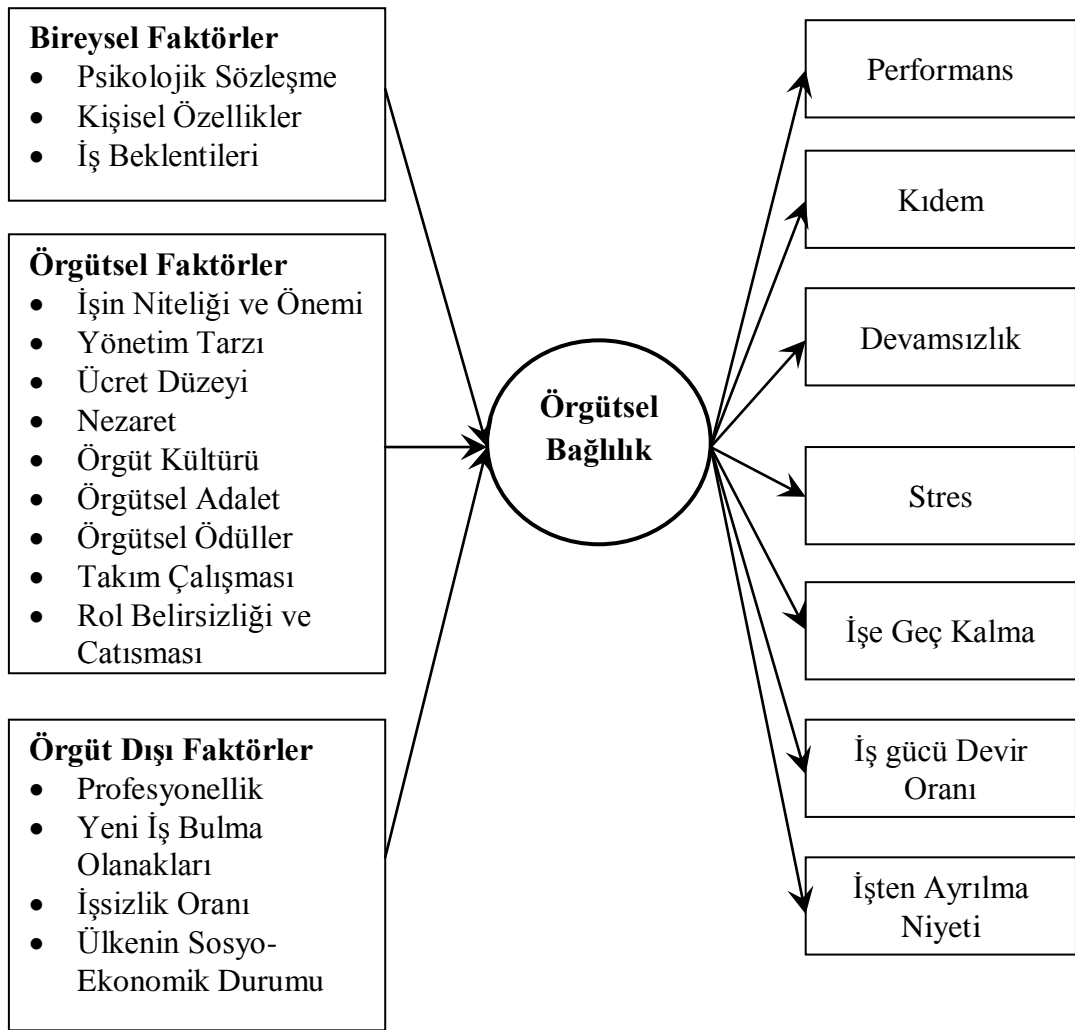 Bireysel Faktörler
• Psikolojik Sözleşme
• Kişisel Özellikler
• İş Beklentileri
Örgütsel Faktörler
• İşin Niteliği ve Önemi
• Yönetim Tarzı
• Ücret Düzeyi
• Nezaret
• Örgüt Kültürü
• Örgütsel Adalet
• Örgütsel Ödüller
• Takım Çalışması
• Rol Belirsizliği ve
Catısması
Örgüt Dışı Faktörler
• Profesyonellik
• Yeni İş Bulma
Olanakları
• İşsizlik Oranı
• Ülkenin Sosyo-
Ekonomik Durumu
Örgütsel
Bağlılık
Performans
Kıdem
Devamsızlık
Stres
İşe Geç Kalma
İş gücü Devir
Oranı
İşten Ayrılma
Niyeti